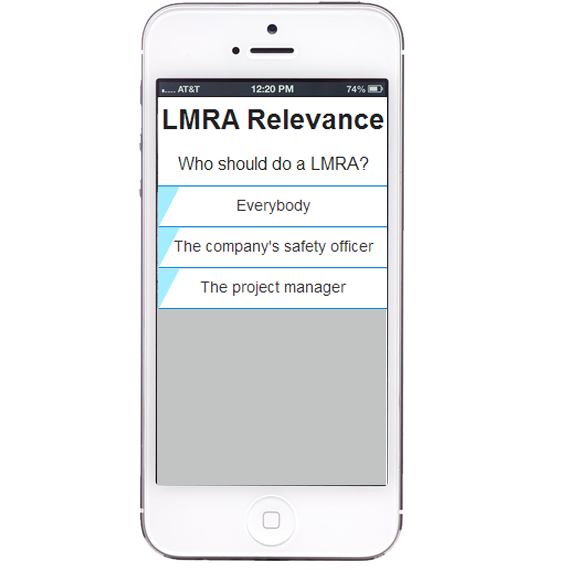 AT&T 12:20 PM 74%
LMRA Relevance
Who should do a LMRA?
Everybody
The company's safety officer
The project manager